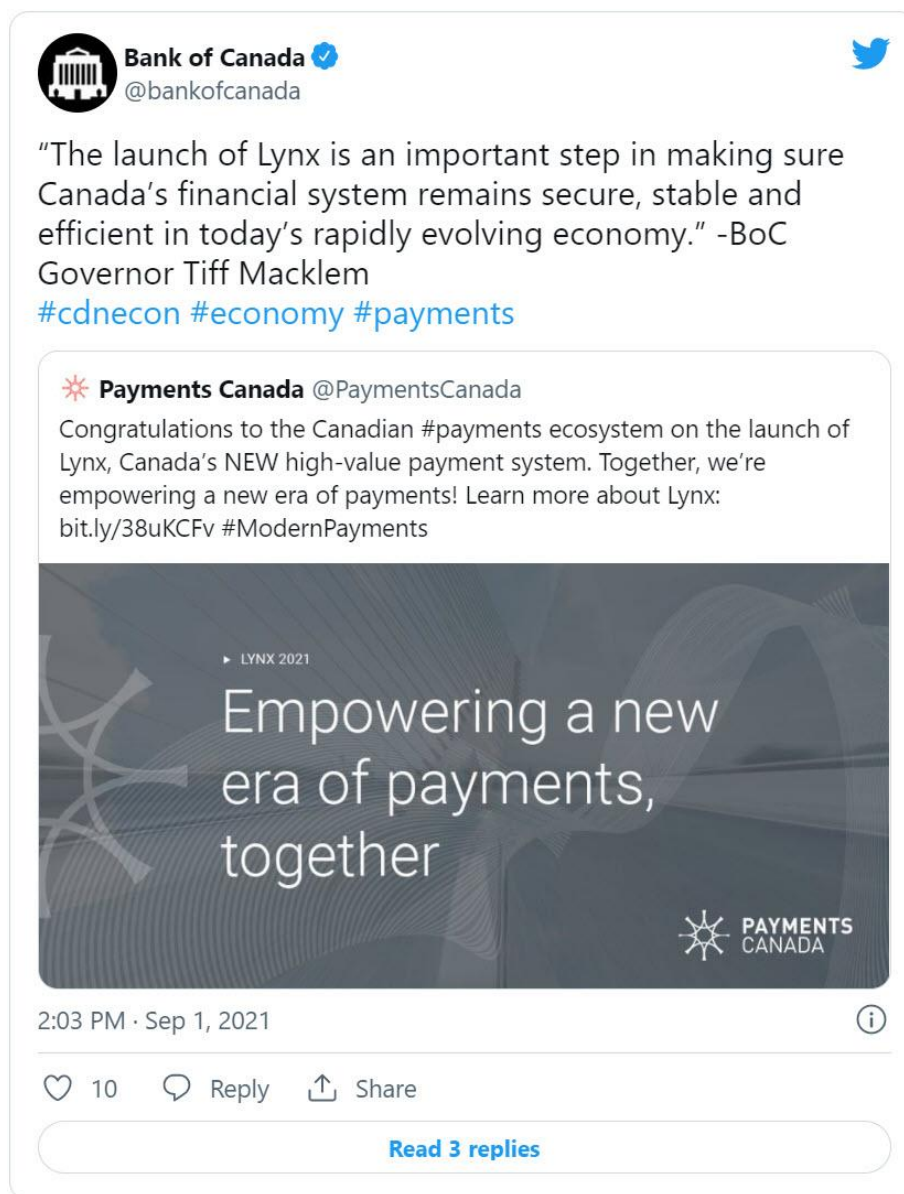 Bank of Canada
@bankofcanada
“The launch of Lynx is an important step in making sure
Canada’s financial system remains secure, stable and
efficient in today’s rapidly evolving economy.” -BoC
Governor Tiff Macklem
#cdnecon #economy #payments
Payments Canada @PaymentsCanada
Congratulations to the Canadian #payments ecosystem on the launch of
Lynx, Canada’s NEW high-value payment system. Together, we’re
empowering a new era of payments! Learn more about Lynx:
bit.ly/38uKCFv #ModernPayments
LYNX 2021
Empowering a new
era of payments,
together
PAYMENTS
CANADA
2:03 PM · Sep 1, 2021
10 Reply Share
Read 3 replies